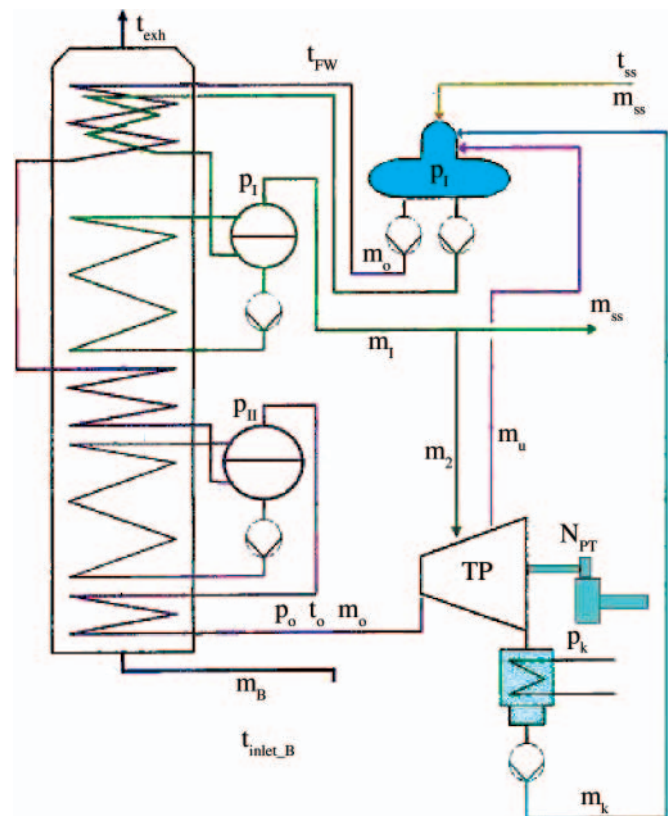 t_exh
t_FW
t_ss
m_ss
p_I
p_I
m_o
m_ss
m_I
p_II
m_2
m_u
N_PT
TP
p_o t_o m_o
p_k
m_B
t_inlet_B
m_k